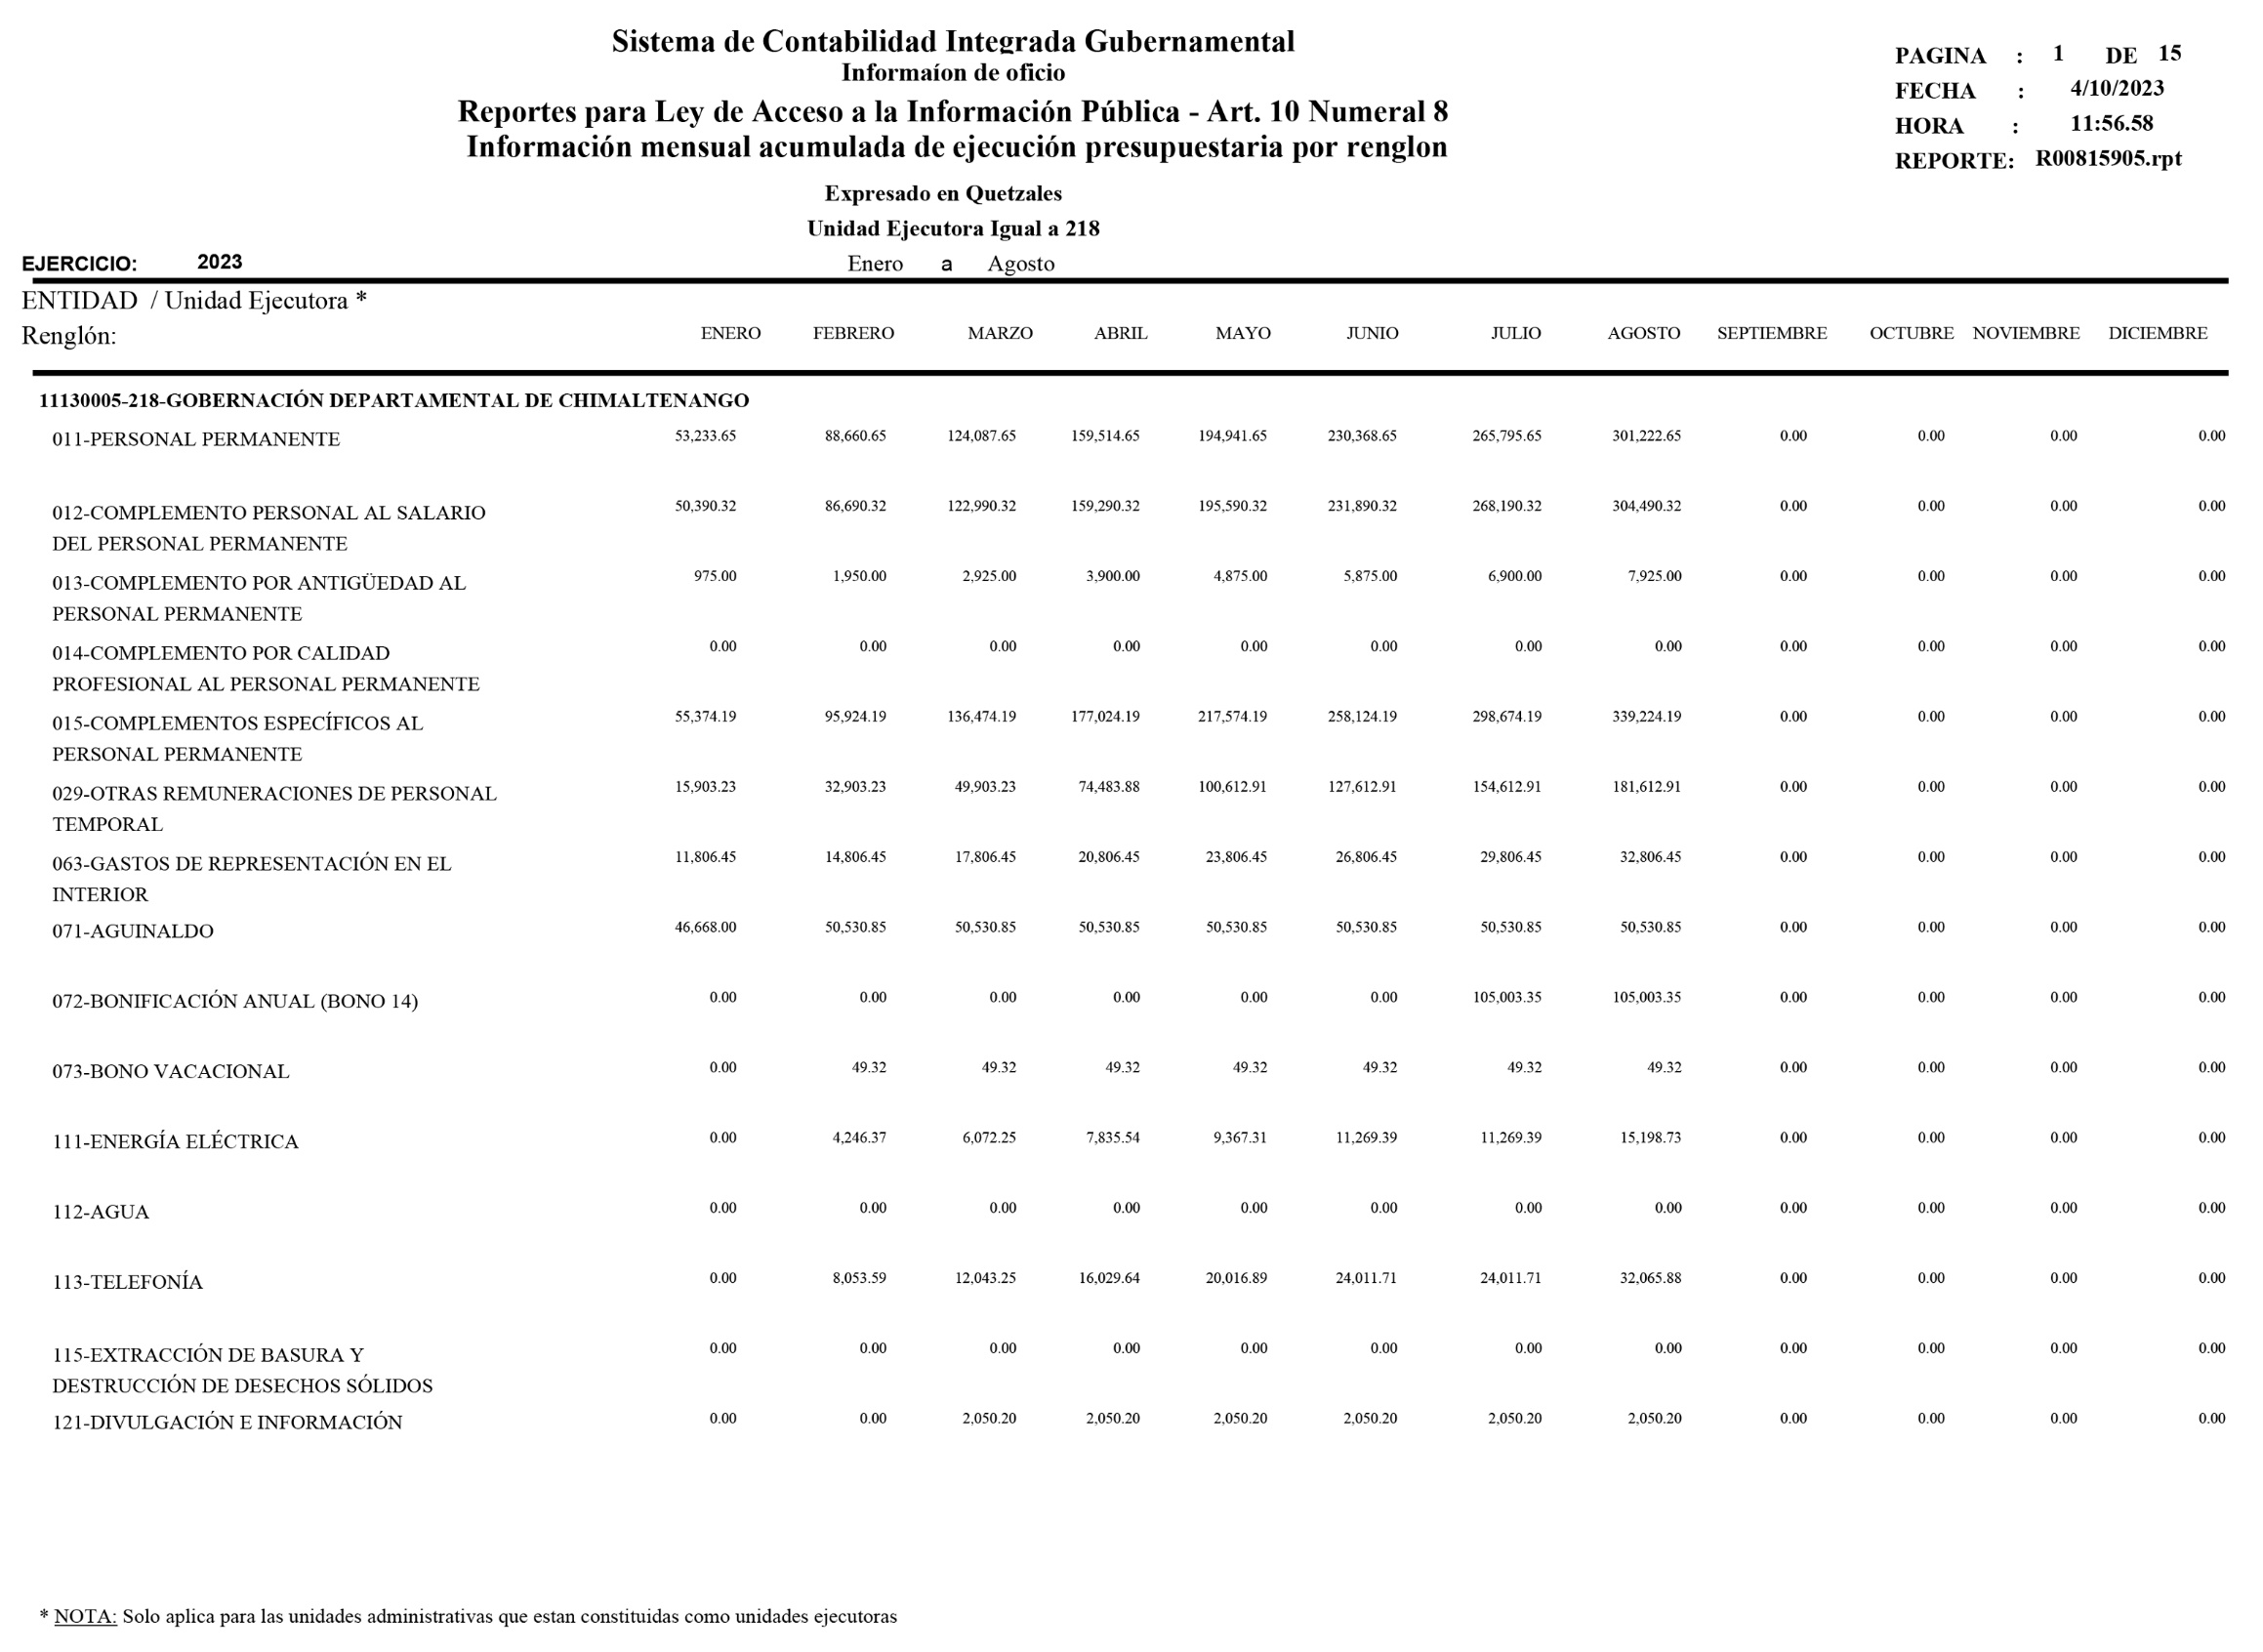 Sistema de Contabilidad Integrada Gubernamental
Informaíon de oficio
Reportes para Ley de Acceso a la Información Pública - Art. 10 Numeral 8
Información mensual acumulada de ejecución presupuestaria por renglon
Expresado en Quetzales
Unidad Ejecutora Igual a 218
PAGINA : 1 DE 15
FECHA : 4/10/2023
HORA : 11:56.58
REPORTE: R00815905.rpt
EJERCICIO: 2023 Enero a Agosto
ENTIDAD / Unidad Ejecutora *
Renglón: ENERO FEBRERO MARZO ABRIL MAYO JUNIO JULIO AGOSTO SEPTIEMBRE OCTUBRE NOVIEMBRE DICIEMBRE
11130005-218-GOBERNACIÓN DEPARTAMENTAL DE CHIMALTENANGO
011-PERSONAL PERMANENTE 53,233.65 88,660.65 124,087.65 159,514.65 194,941.65 230,368.65 265,795.65 301,222.65 0.00 0.00 0.00 0.00
012-COMPLEMENTO PERSONAL AL SALARIO 50,390.32 86,690.32 122,990.32 159,290.32 195,590.32 231,890.32 268,190.32 304,490.32 0.00 0.00 0.00 0.00
DEL PERSONAL PERMANENTE
013-COMPLEMENTO POR ANTIGÜEDAD AL 975.00 1,950.00 2,925.00 3,900.00 4,875.00 5,875.00 6,900.00 7,925.00 0.00 0.00 0.00 0.00
PERSONAL PERMANENTE
014-COMPLEMENTO POR CALIDAD 0.00 0.00 0.00 0.00 0.00 0.00 0.00 0.00 0.00 0.00 0.00 0.00
PROFESIONAL AL PERSONAL PERMANENTE
015-COMPLEMENTOS ESPECÍFICOS AL 55,374.19 95,924.19 136,474.19 177,024.19 217,574.19 258,124.19 298,674.19 339,224.19 0.00 0.00 0.00 0.00
PERSONAL PERMANENTE
029-OTRAS REMUNERACIONES DE PERSONAL 15,903.23 32,903.23 49,903.23 74,483.88 100,612.91 127,612.91 154,612.91 181,612.91 0.00 0.00 0.00 0.00
TEMPORAL
063-GASTOS DE REPRESENTACIÓN EN EL 11,806.45 14,806.45 17,806.45 20,806.45 23,806.45 26,806.45 29,806.45 32,806.45 0.00 0.00 0.00 0.00
INTERIOR
071-AGUINALDO 46,668.00 50,530.85 50,530.85 50,530.85 50,530.85 50,530.85 50,530.85 50,530.85 0.00 0.00 0.00 0.00
072-BONIFICACIÓN ANUAL (BONO 14) 0.00 0.00 0.00 0.00 0.00 0.00 105,003.35 105,003.35 0.00 0.00 0.00 0.00
073-BONO VACACIONAL 0.00 49.32 49.32 49.32 49.32 49.32 49.32 49.32 0.00 0.00 0.00 0.00
111-ENERGÍA ELÉCTRICA 0.00 4,246.37 6,072.25 7,835.54 9,367.31 11,269.39 11,269.39 15,198.73 0.00 0.00 0.00 0.00
112-AGUA 0.00 0.00 0.00 0.00 0.00 0.00 0.00 0.00 0.00 0.00 0.00 0.00
113-TELEFONÍA 0.00 8,053.59 12,043.25 16,029.64 20,016.89 24,011.71 24,011.71 32,065.88 0.00 0.00 0.00 0.00
115-EXTRACCIÓN DE BASURA Y 0.00 0.00 0.00 0.00 0.00 0.00 0.00 0.00 0.00 0.00 0.00 0.00
DESTRUCCIÓN DE DESECHOS SÓLIDOS
121-DIVULGACIÓN E INFORMACIÓN 0.00 0.00 2,050.20 2,050.20 2,050.20 2,050.20 2,050.20 2,050.20 0.00 0.00 0.00 0.00
* NOTA: Solo aplica para las unidades administrativas que estan constituidas como unidades ejecutoras